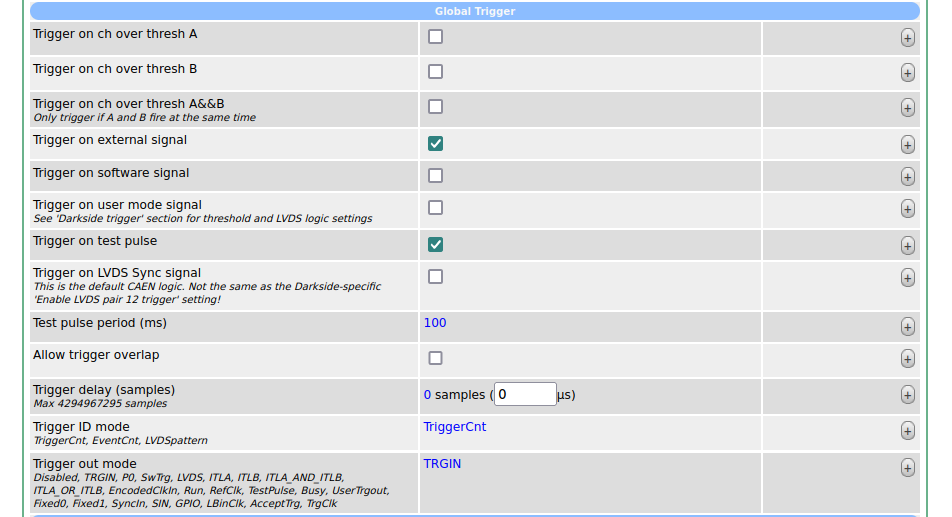 Global Trigger
Trigger on ch over thresh A
+
Trigger on ch over thresh B
+
Trigger on ch over thresh A&&B
Only trigger if A and B fire at the same time
+
Trigger on external signal
+
Trigger on software signal
+
Trigger on user mode signal
See 'Darkside trigger' section for threshold and LVDS logic settings
+
Trigger on test pulse
+
Trigger on LVDS Sync signal
This is the default CAEN logic. Not the same as the Darkside-specific
'Enable LVDS pair 12 trigger' setting!
+
Test pulse period (ms)
100
+
Allow trigger overlap
+
Trigger delay (samples)
Max 4294967295 samples
0 samples (0 µs)
+
Trigger ID mode
TriggerCnt, EventCnt, LVDSpattern
TriggerCnt
+
Trigger out mode
Disabled, TRGIN, P0, SwTrg, LVDS, ITLA, ITLB, ITLA_AND_ITLB,
ITLA_OR_ITLB, EncodedClkIn, Run, RefClk, TestPulse, Busy, UserTrgout,
Fixed0, Fixed1, SyncIn, SIN, GPIO, LBinClk, AcceptTrg, TrgClk
TRGIN
+